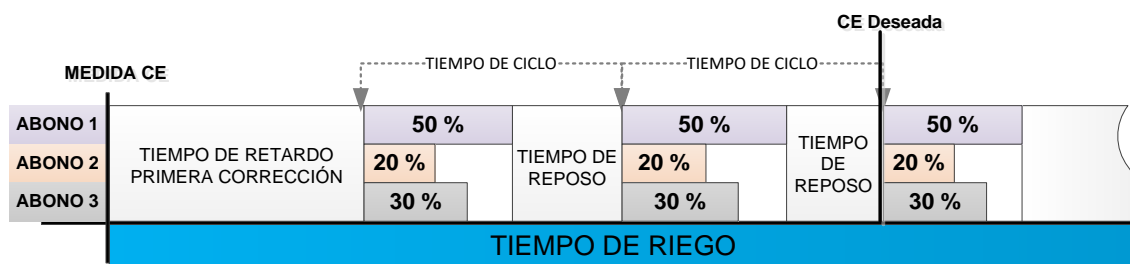 CE Deseada
TIEMPO DE CICLO
TIEMPO DE CICLO
MEDIDA CE
ABONO 1
50 %
50 %
50 %
ABONO 2
TIEMPO DE RETARDO
PRIMERA CORRECCIÓN
20 %
TIEMPO DE
REPOSO
20 %
TIEMPO
DE
REPOSO
20 %
ABONO 3
30 %
30 %
30 %
TIEMPO DE RIEGO